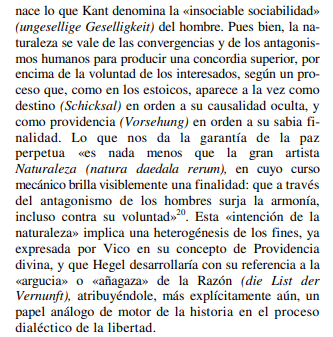 nace lo que Kant denomina la «insociable sociabilidad»
(ungesellige Geselligkeit) del hombre. Pues bien, la na-
turaleza se vale de las convergencias y de los antagonis-
mos humanos para producir una concordia superior, por
encima de la voluntad de los interesados, según un pro-
ceso que, como en los estoicos, aparece a la vez como
destino (Schicksal) en orden a su causalidad oculta, y
como providencia (Vorsehung) en orden a su sabia fi-
nalidad. Lo que nos da la garantía de la paz
perpetua «es nada menos que la gran artista
Naturaleza (natura daedala rerum), en cuyo curso
mecánico brilla visiblemente una finalidad: que a través
del antagonismo de los hombres surja la armonía,
incluso contra su voluntad»20. Esta «intención de la
naturaleza» implica una heterogénesis de los fines, ya
expresada por Vico en su concepto de Providencia
divina, y que Hegel desarrollaría con su referencia a la
«argucia» o «añagaza» de la Razón (die List der
Vernunft), atribuyéndole, más explícitamente aún, un
papel análogo de motor de la historia en el proceso
dialéctico de la libertad.